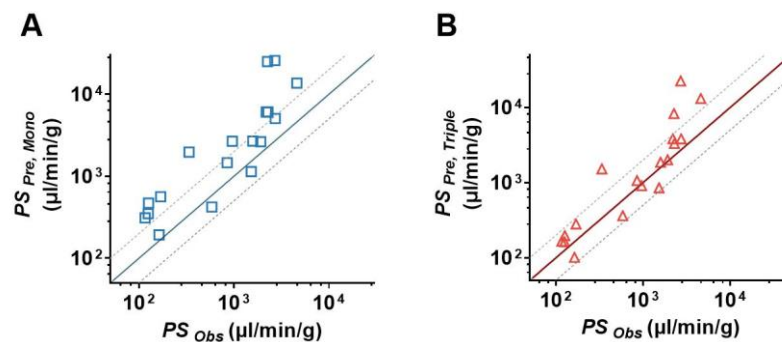 A
PS Pre, Mono
(µl/min/g)
10⁴
10³
10²
10² 10³ 10⁴
PS Obs (µl/min/g)
B
PS Pre, Triple
(µl/min/g)
10⁴
10³
10²
10² 10³ 10⁴
PS Obs (µl/min/g)